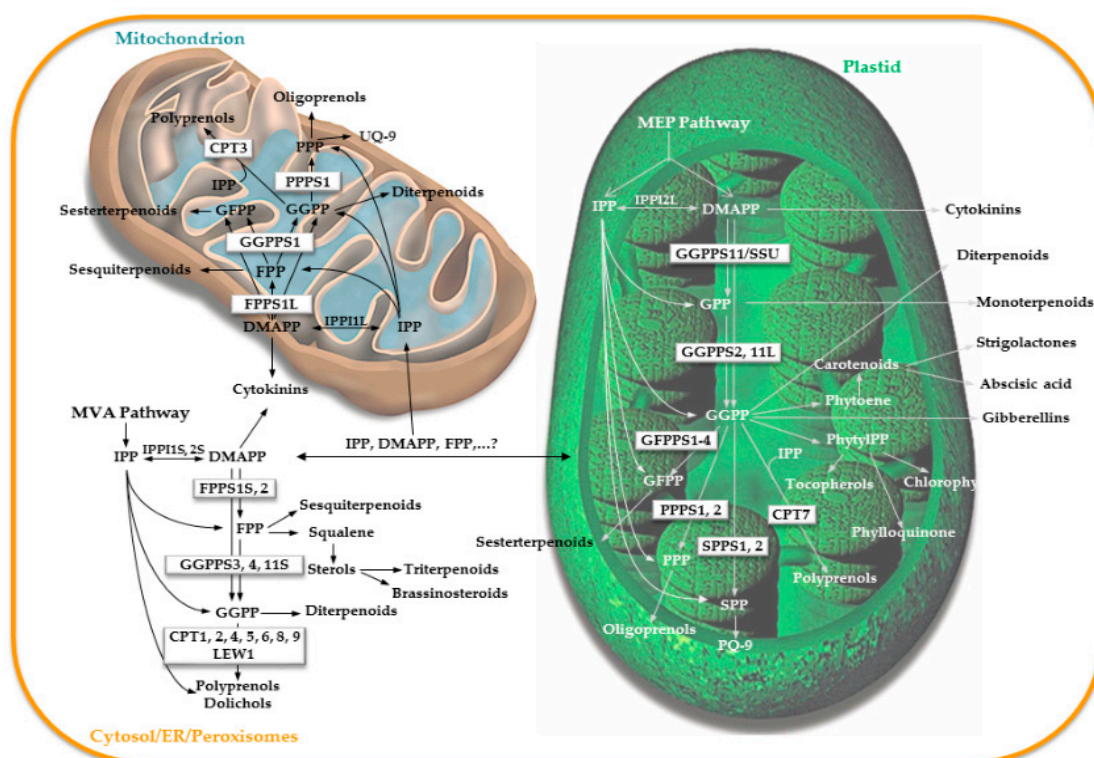 Mitochondrion
Oligoprenols
Polyprenols
UQ-9
PPP
CPT3
IPP
PPPS1
Diterpenoids
Sesterterpenoids
GFPP
GGPP
GGPPS1
Sesquiterpenoids
FPP
FPPS1L
DMAPP
IPPI1L
IPP
Cytokinins
MVA Pathway
IPP
IPPI1S, 2S
DMAPP
IPP, DMAPP, FPP,...?
FPPS1S, 2
FPP
Sesquiterpenoids
Squalene
GGPPS3, 4, 11S
Sterols
Triterpenoids
Brassinosteroids
GGPP
Diterpenoids
CPT1, 2, 4, 5, 6, 8, 9
LEW1
Polyprenols
Dolichols
Cytosol/ER/Peroxisomes
Plastid
MEP Pathway
IPP
IPPI2L
DMAPP
Cytokinins
GGPPS11/SSU
Diterpenoids
GPP
Monoterpenoids
GGPPS2, 11L
Strigolactones
Carotenoids
Abscisic acid
Phytoene
GGPP
Gibberellins
GFPPS1-4
PhytylPP
IPP
GFPP
Tocopherols
Chlorophy
PPPS1, 2
CPT7
Phylloquinone
Sesterterpenoids
SPPS1, 2
PPP
Polyprenols
SPP
Oligoprenols
PQ-9